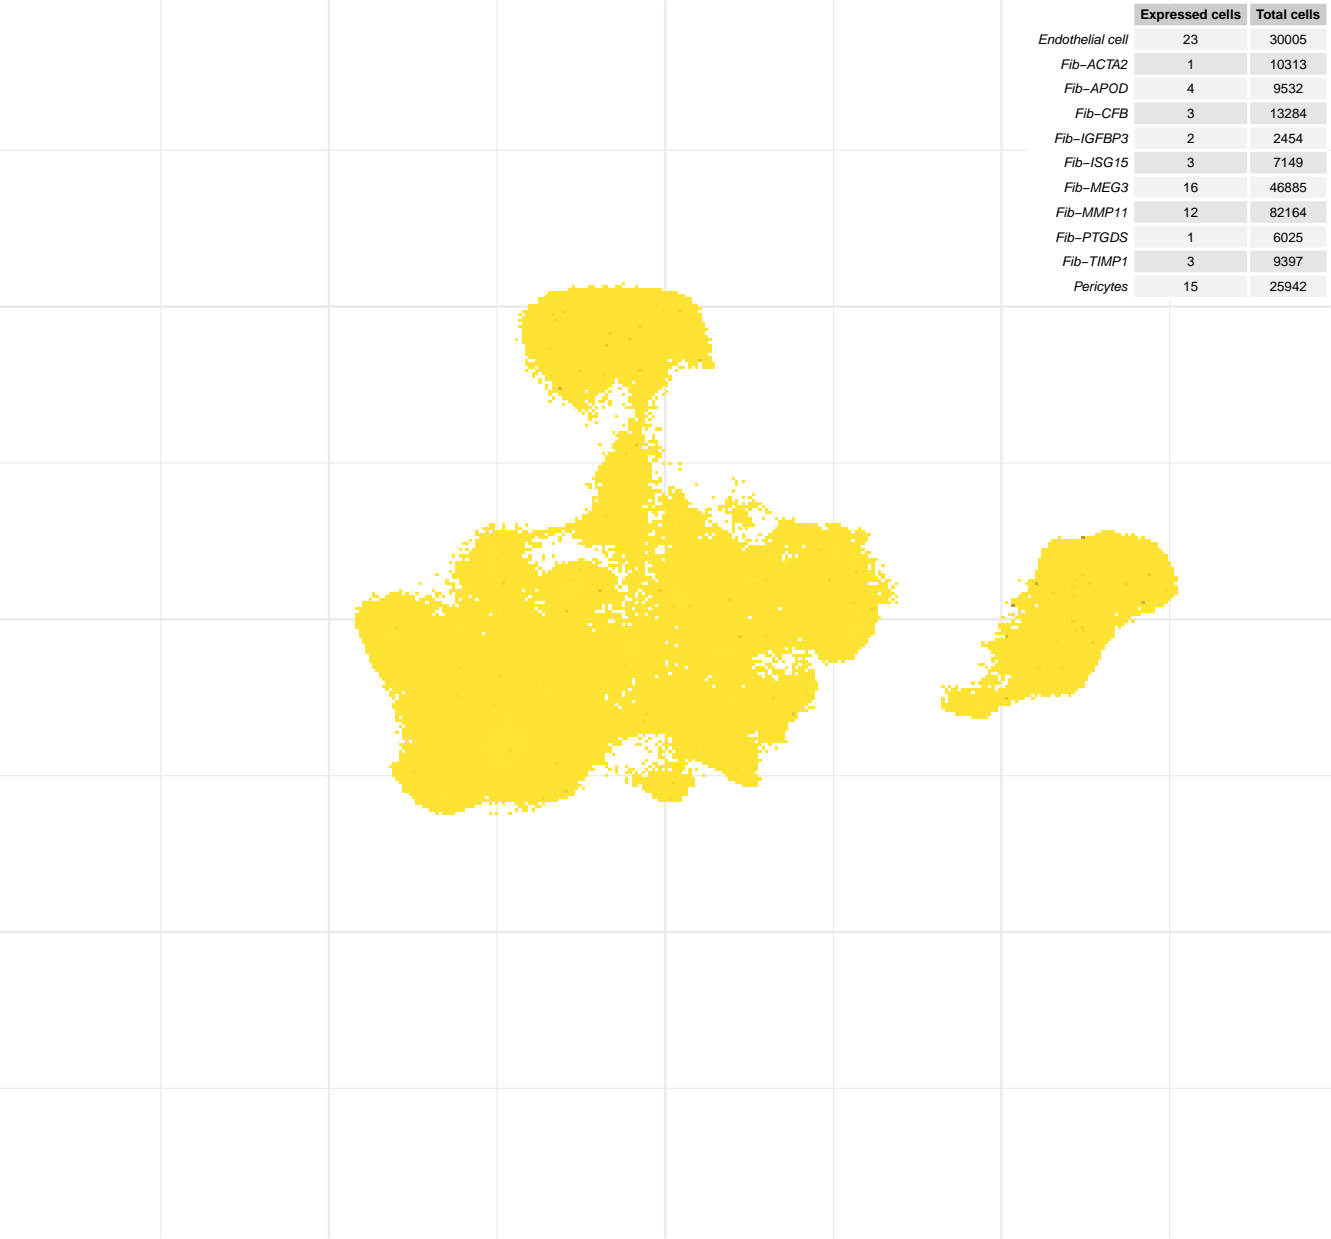 Expressed cells Total cells
Endothelial cell 23 30005
Fib−ACTA2 1 10313
Fib−APOD 4 9532
Fib−CFB 3 13284
Fib−IGFBP3 2 2454
Fib−ISG15 3 7149
Fib−MEG3 16 46885
Fib−MMP11 12 82164
Fib−PTGDS 1 6025
Fib−TIMP1 3 9397
Pericytes 15 25942